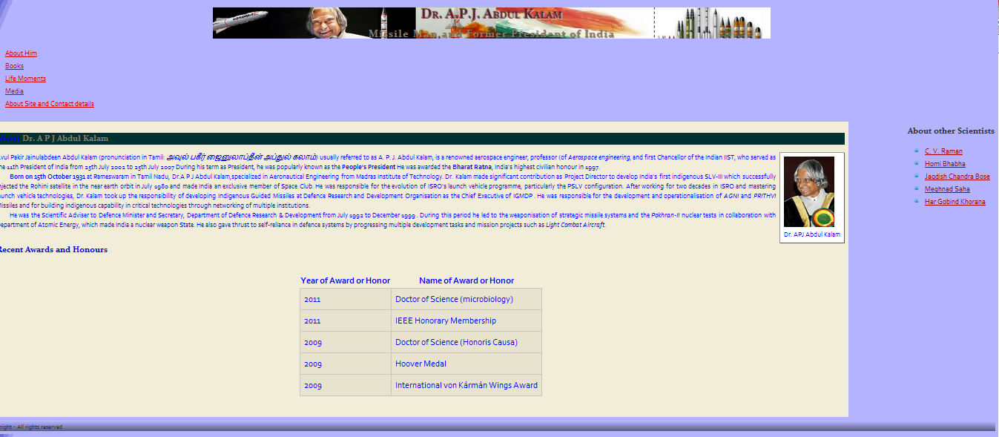 DR. A.P.J. ABDUL KALAM
Missile Man,and Former President of India
About Him
Books
Life Moments
Media
About Site and Contact details
Dr. A P J Abdul Kalam
Pakir Jainulabdeen Abdul Kalam (pronunciation in Tamil: அவுல் பகீர் ஜைனுலாப்தீன் அப்துல் கலாம்) usually referred to as A. P. J. Abdul Kalam, is a renowned aerospace engineer, professor (of Aerospace engineering, and first Chancellor of the Indian IIST, who served as
11th President of India from 25th July 2002 to 25th July 2007 During his term as President, he was popularly known as the People's President He was awarded the Bharat Ratna, India's highest civilian honour in 1997.
Born on 15th October 1931 at Rameswaram in Tamil Nadu, Dr.A P J Abdul Kalam,specialized in Aeronautical Engineering from Madras Institute of Technology. Dr. Kalam made significant contribution as Project Director to develop India's first indigenous SLV-III which successfully
the Rohini satellite in the near earth orbit in July 1980 and made India an exclusive member of Space Club. He was responsible for the evolution of ISRO's launch vehicle programme, particularly the PSLV configuration. After working for two decades in ISRO and mastering
vehicle technologies, Dr. Kalam took up the responsibility of developing Indigenous Guided Missiles at Defence Research and Development Organisation as the Chief Executive of IGMDP . He was responsible for the development and operationalisation of AGNI and PRITHVI
Missiles and for building indigenous capability in critical technologies through networking of multiple institutions.
He was the Scientific Adviser to Defence Minister and Secretary, Department of Defence Research & Development from July 1992 to December 1999 . During this period he led to the weaponisation of strategic missile systems and the Pokhran-II nuclear tests in collaboration with
Department of Atomic Energy, which made India a nuclear weapon State. He also gave thrust to self-reliance in defence systems by progressing multiple development tasks and mission projects such as Light Combat Aircraft.
Dr. APJ Abdul Kalam
Recent Awards and Honours
Year of Award or Honor Name of Award or Honor
2011 Doctor of Science (microbiology)
2011 IEEE Honorary Membership
2009 Doctor of Science (Honoris Causa)
2009 Hoover Medal
2009 International von Kármán Wings Award
About other Scientists
C. V. Raman
Homi Bhabha
Jaqdish Chandra Bose
Meghnad Saha
Har Gobind Khorana
right - All rights reserved